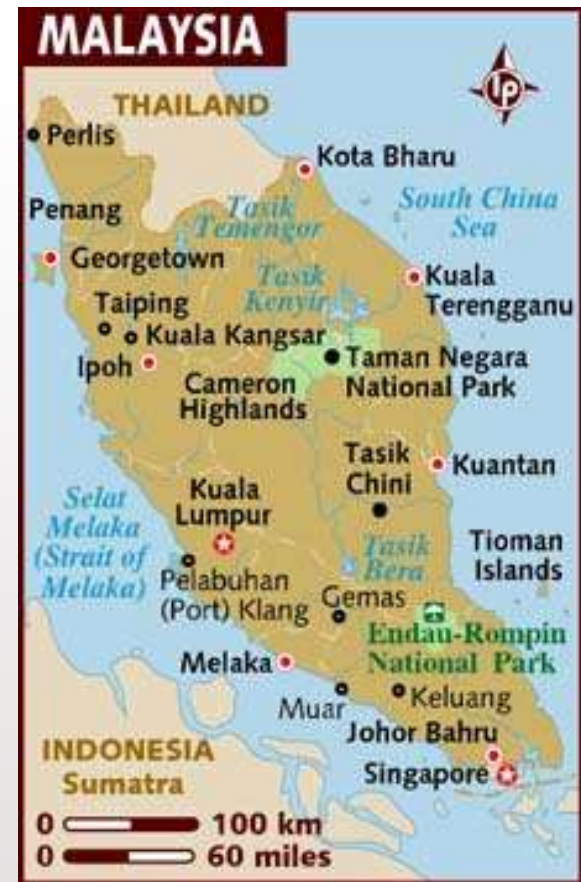 MALAYSIA
lp
THAILAND
Perlis
Kota Bharu
Penang
Tasik
Temengor
South China
Sea
Georgetown
Tasik
Kenyir
Kuala
Terengganu
Taiping
Kuala Kangsar
Ipoh
Taman Negara
National Park
Cameron
Highlands
Tasik
Chini
Kuantan
Kuala
Lumpur
Selat
Melaka
(Strait of
Melaka)
Tasik
Bera
Tioman
Islands
Pelabuhan
(Port) Klang
Gemas
Endau-Rompin
National Park
Melaka
Muar
Keluang
Johor Bahru
Singapore
INDONESIA
Sumatra
0 100 km
0 60 miles